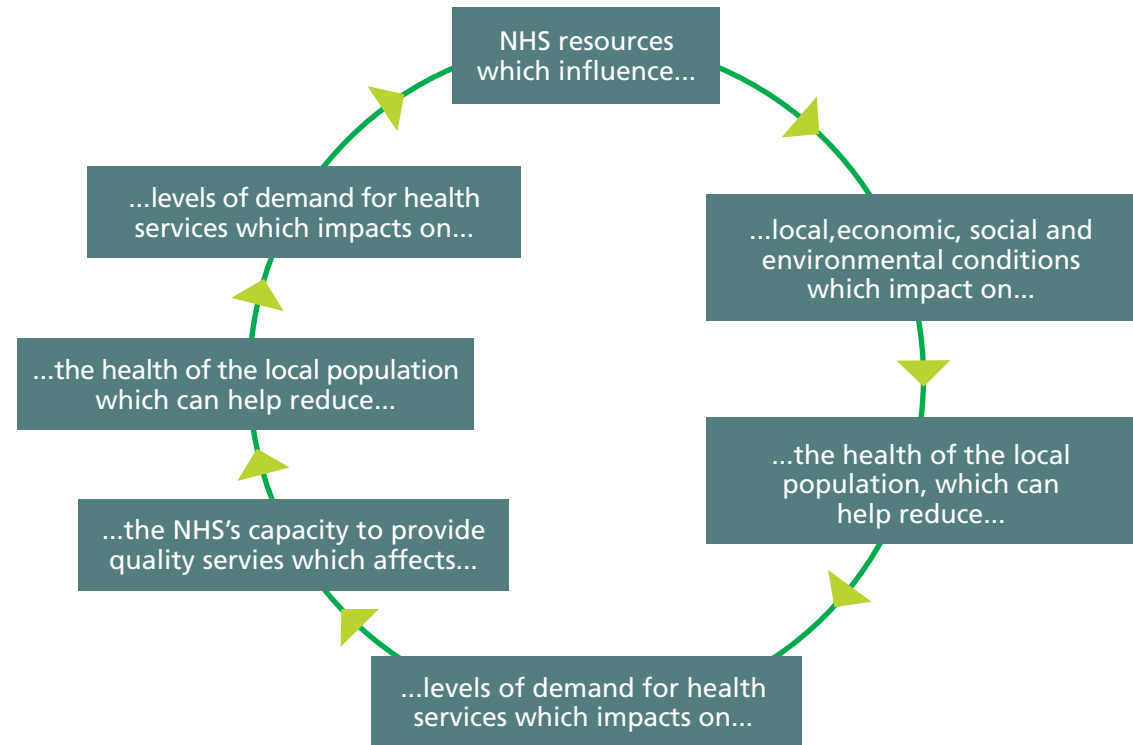 NHS resources
which influence...
...local,economic, social and
environmental conditions
which impact on...
...the health of the local
population, which can
help reduce...
...levels of demand for health
services which impacts on...
...the NHS’s capacity to provide
quality servies which affects...
...the health of the local population
which can help reduce...
...levels of demand for health
services which impacts on...